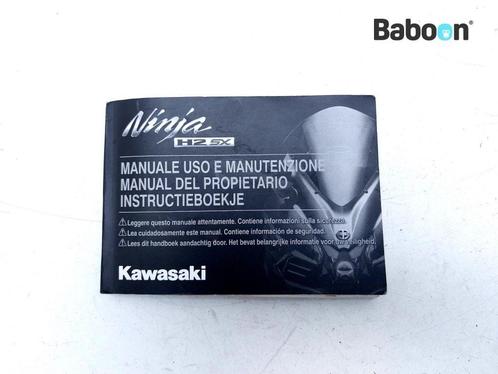 Baboon
Ninja
H2 SX
MANUALE USO E MANUTENZIONE
MANUAL DEL PROPIETARIO
INSTRUCTIEBOEKJE
Leggere questo manuale attentamente. Contiene informazioni sulla sicurezza.
Lea cuidadosamente este manual. Contiene información de seguridad.
Lees dit handboek aandachtig door. Het bevat belangrijke informatie voor uw veiligheid.
Kawasaki